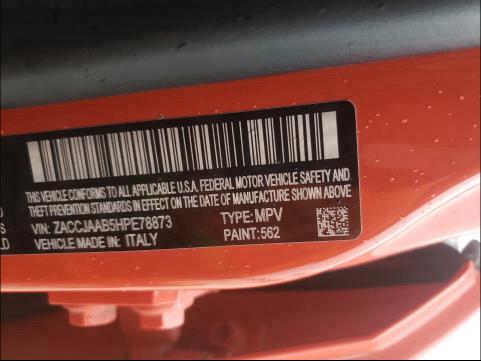 THIS VEHICLE CONFORMS TO ALL APPLICABLE U.S.A. FEDERAL MOTOR VEHICLE SAFETY AND
THEFT PREVENTION STANDARDS IN EFFECT ON THE DATE OF MANUFACTURE SHOWN ABOVE
VIN: ZACCJAAB5HPE78873 TYPE: MPV
VEHICLE MADE IN: ITALY PAINT: 562